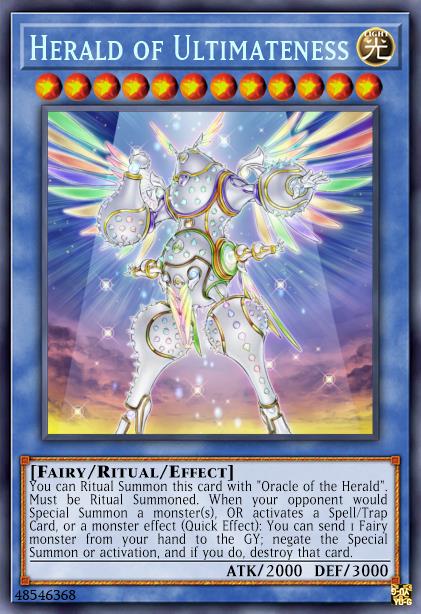 HERALD OF ULTIMATENESS
LIGHT
光
[FAIRY/RITUAL/EFFECT]
You can Ritual Summon this card with "Oracle of the Herald".
Must be Ritual Summoned. When your opponent would
Special Summon a monster(s), OR activates a Spell/Trap
Card, or a monster effect (Quick Effect): You can send 1 Fairy
monster from your hand to the GY; negate the Special
Summon or activation, and if you do, destroy that card.
ATK/2000 DEF/3000
48546368